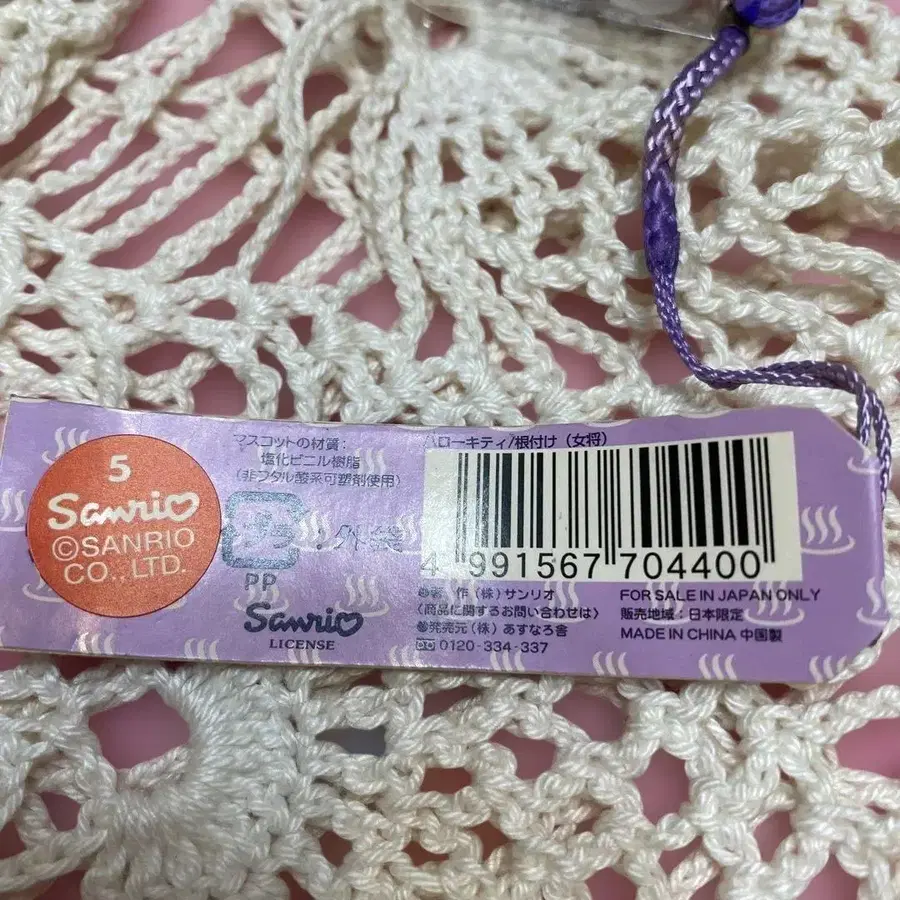 5
Sanrio
©SANRIO
CO., LTD.
マスコットの材質:
塩化ビニル樹脂
(非フタル酸系可塑剤使用)
プラ
:外袋
PP
Sanrio
LICENSE
ハローキティ/根付け (女将)
4 991567 704400
●著 作 (株) サンリオ
〈商品に関するお問い合わせは〉
●発売元 (株) あすなろ舎
0120-334-337
FOR SALE IN JAPAN ONLY
販売地域:日本限定
MADE IN CHINA 中国製